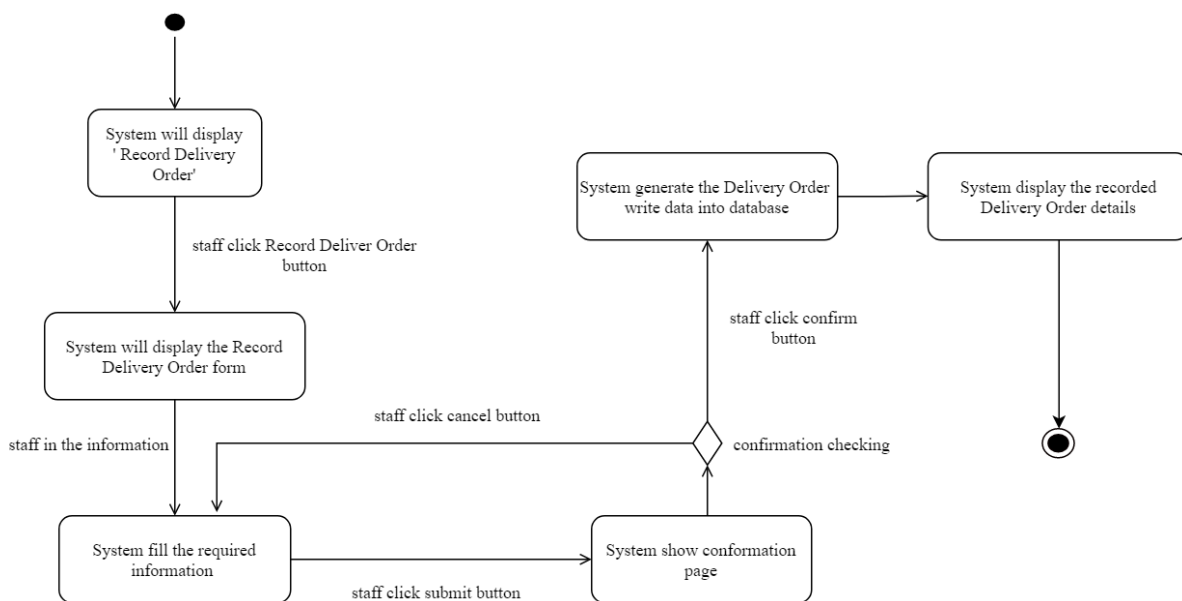 System will display
' Record Delivery
Order'
staff click Record Deliver Order
button
System will display the Record
Delivery Order form
staff in the information
System fill the required
information
staff click submit button
System show conformation
page
confirmation checking
staff click cancel button
staff click confirm
button
System generate the Delivery Order
write data into database
System display the recorded
Delivery Order details